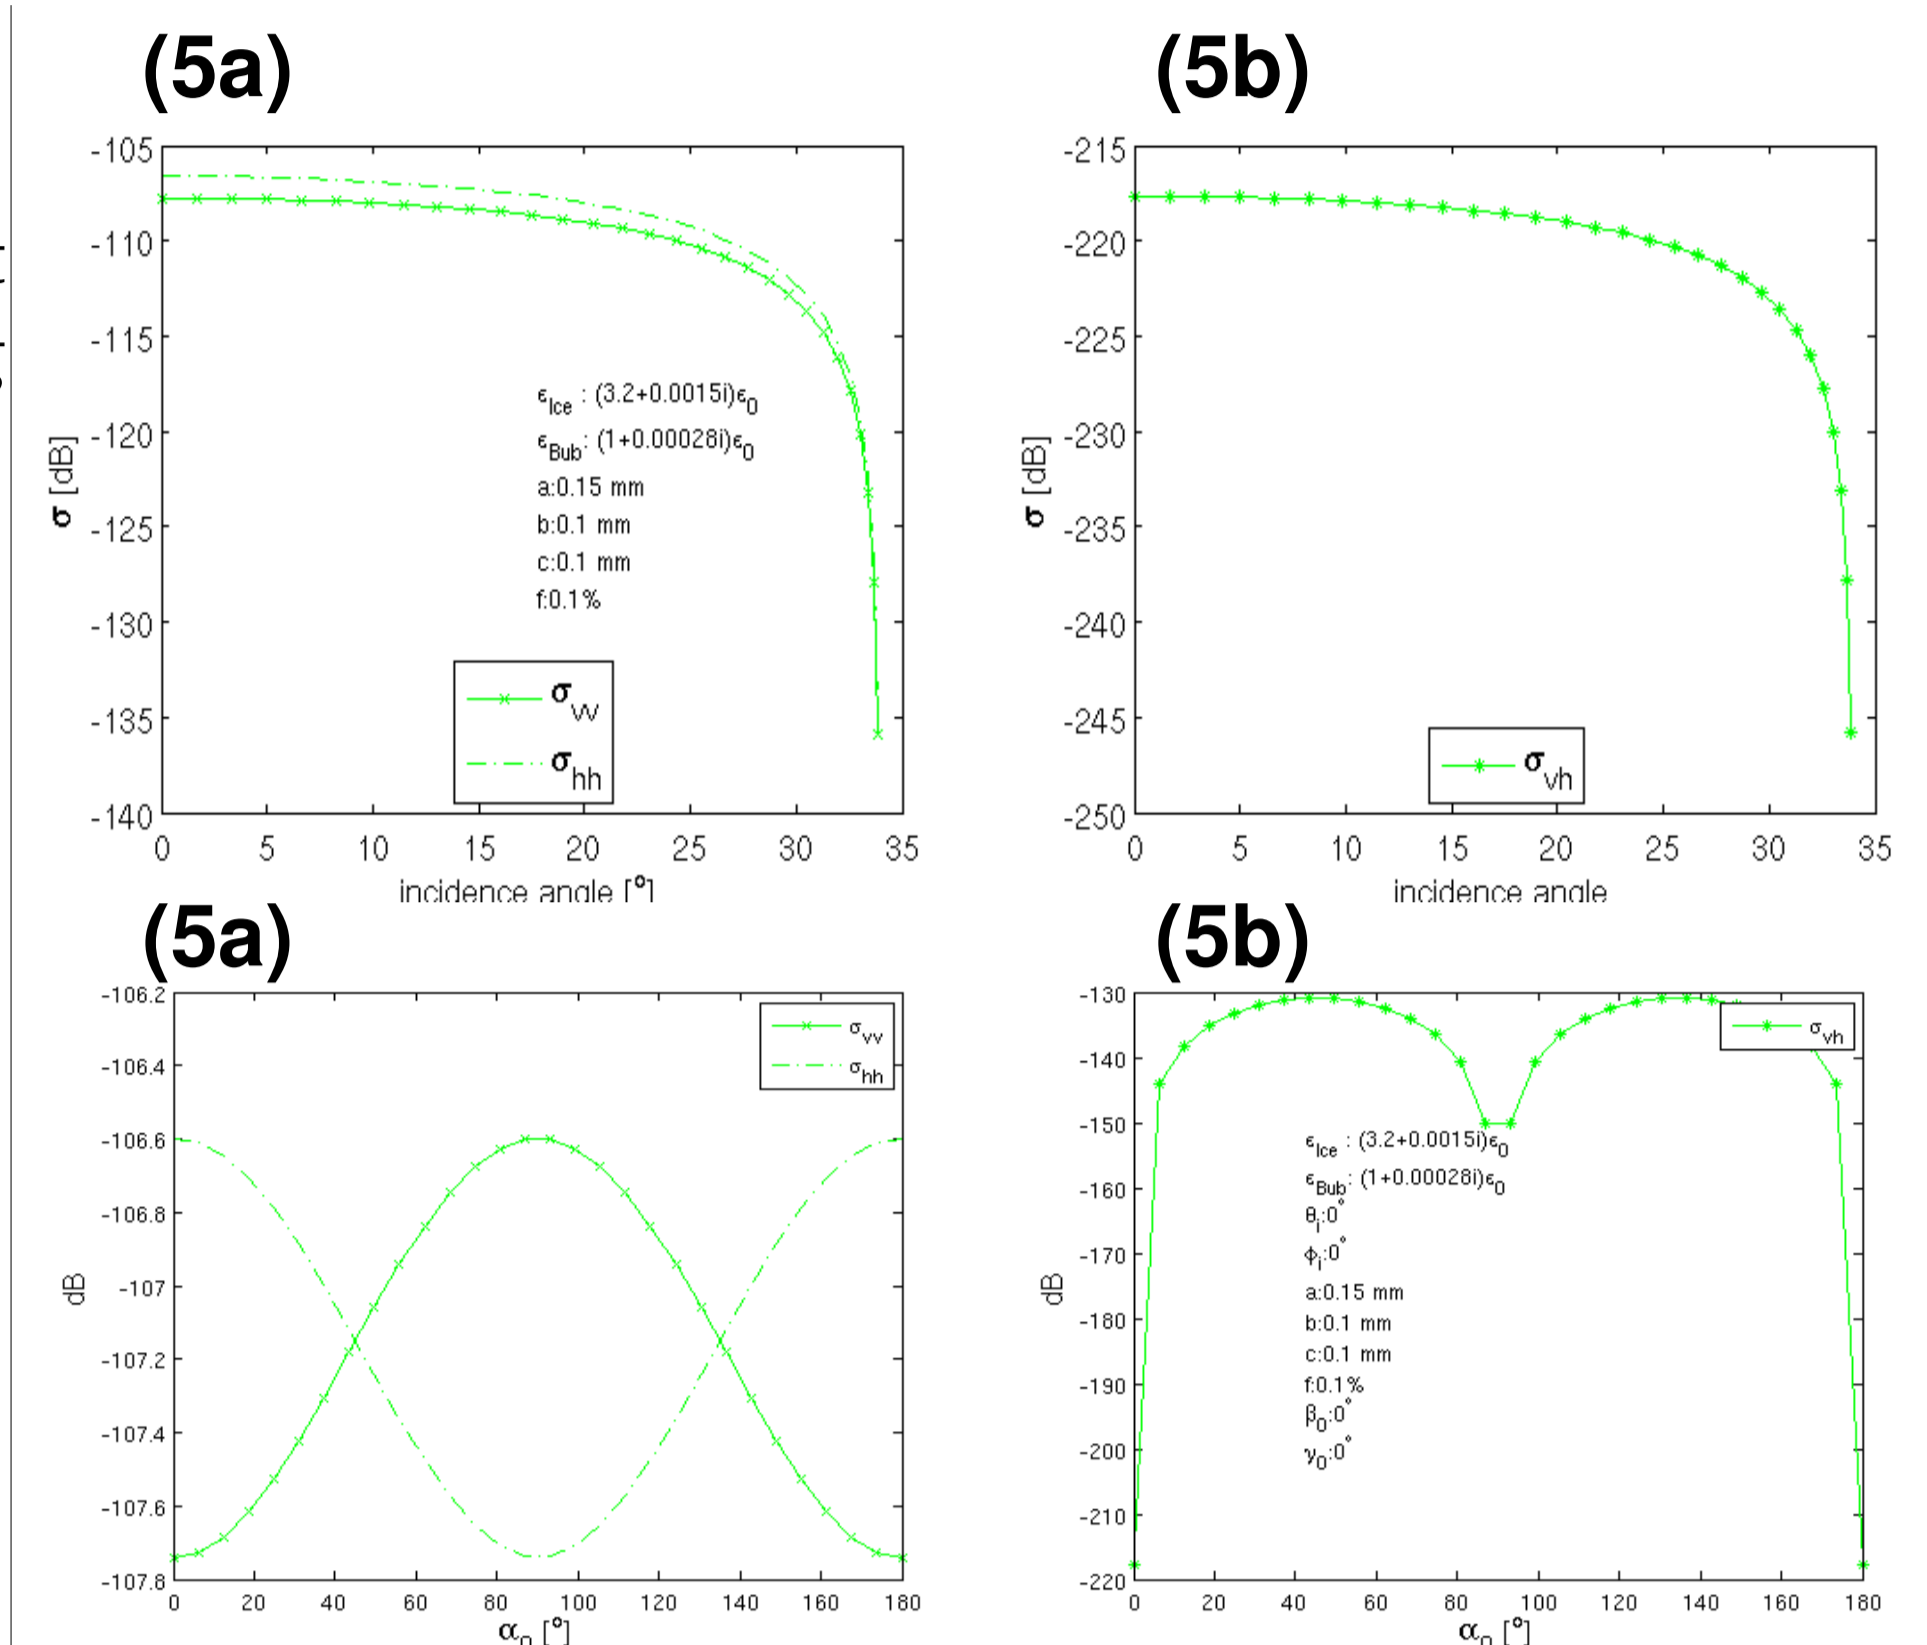 (5a)
(5b)
-105
-110
-115
-120
-125
-130
-135
-140
σ [dB]
ε_Ice : (3.2+0.0015i)ε_0
ε_Bub: (1+0.00028i)ε_0
a:0.15 mm
b:0.1 mm
c:0.1 mm
f:0.1%
σ_vv
σ_hh
0 5 10 15 20 25 30 35
incidence angle [°]
-215
-220
-225
-230
-235
-240
-245
-250
σ [dB]
σ_vh
0 5 10 15 20 25 30 35
incidence angle
(5a)
(5b)
-106.2
-106.4
-106.6
-106.8
-107
-107.2
-107.4
-107.6
-107.8
dB
σ_vv
σ_hh
0 20 40 60 80 100 120 140 160 180
α_0 [°]
-130
-140
-150
-160
-170
-180
-190
-200
-210
-220
dB
σ_vh
ε_Ice : (3.2+0.0015i)ε_0
ε_Bub: (1+0.00028i)ε_0
θ_i:0°
ϕ_i:0°
a:0.15 mm
b:0.1 mm
c:0.1 mm
f:0.1%
β_0:0°
γ_0:0°
0 20 40 60 80 100 120 140 160 180
α_0 [°]